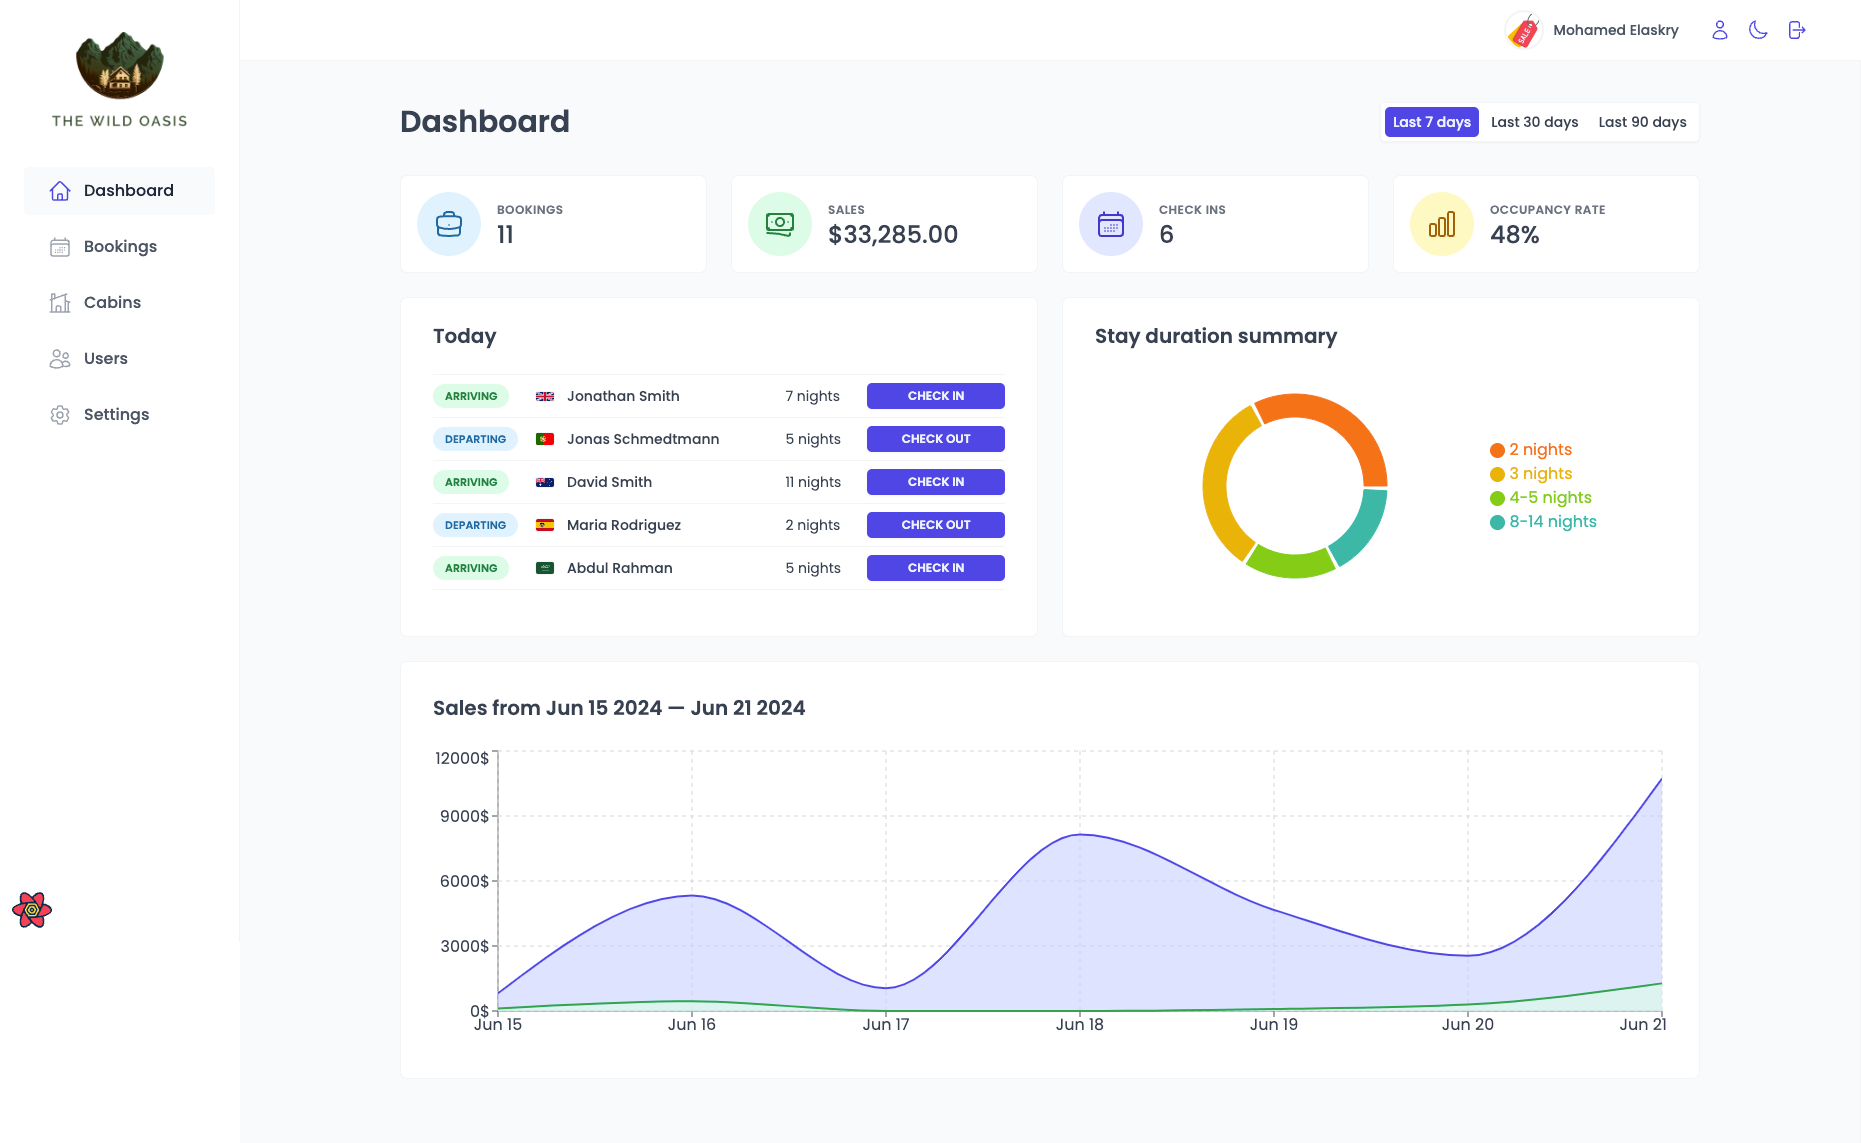 SALE
Mohamed Elaskry
THE WILD OASIS
Dashboard
Bookings
Cabins
Users
Settings
Dashboard
Last 7 days Last 30 days Last 90 days
BOOKINGS
11
SALES
$33,285.00
CHECK INS
6
OCCUPANCY RATE
48%
Today
ARRIVING Jonathan Smith 7 nights CHECK IN
DEPARTING Jonas Schmedtmann 5 nights CHECK OUT
ARRIVING David Smith 11 nights CHECK IN
DEPARTING Maria Rodriguez 2 nights CHECK OUT
ARRIVING Abdul Rahman 5 nights CHECK IN
Stay duration summary
2 nights
3 nights
4-5 nights
8-14 nights
Sales from Jun 15 2024 — Jun 21 2024
12000$
9000$
6000$
3000$
0$
Jun 15 Jun 16 Jun 17 Jun 18 Jun 19 Jun 20 Jun 21